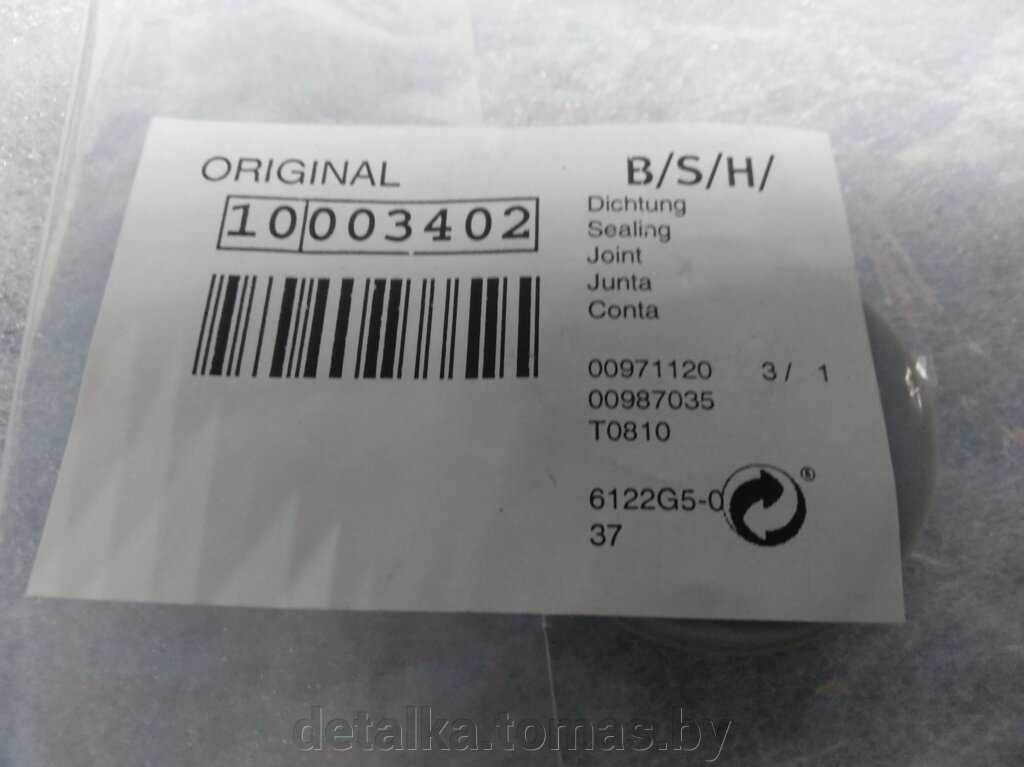 ORIGINAL
10003402
B/S/H/
Dichtung
Sealing
Joint
Junta
Conta
00971120 3/ 1
00987035
T0810
6122G5-0
37
detalka.tomas.by